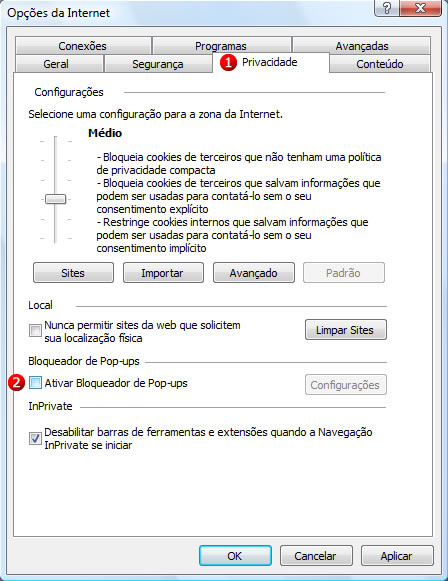 Opções da Internet
?
Conexões
Programas
Avançadas
Geral
Segurança
1
Privacidade
Conteúdo
Configurações
Selecione uma configuração para a zona da Internet.
Médio
- Bloqueia cookies de terceiros que não tenham uma política
de privacidade compacta
- Bloqueia cookies de terceiros que salvam informações que
podem ser usadas para contatá-lo sem o seu
consentimento explícito
- Restringe cookies internos que salvam informações que
podem ser usadas para contatá-lo sem o seu
consentimento implícito
Sites
Importar
Avançado
Padrão
Local
Nunca permitir sites da web que solicitem
sua localização física
Limpar Sites
Bloqueador de Pop-ups
2
Ativar Bloqueador de Pop-ups
Configurações
InPrivate
Desabilitar barras de ferramentas e extensões quando a Navegação
InPrivate se iniciar
OK
Cancelar
Aplicar